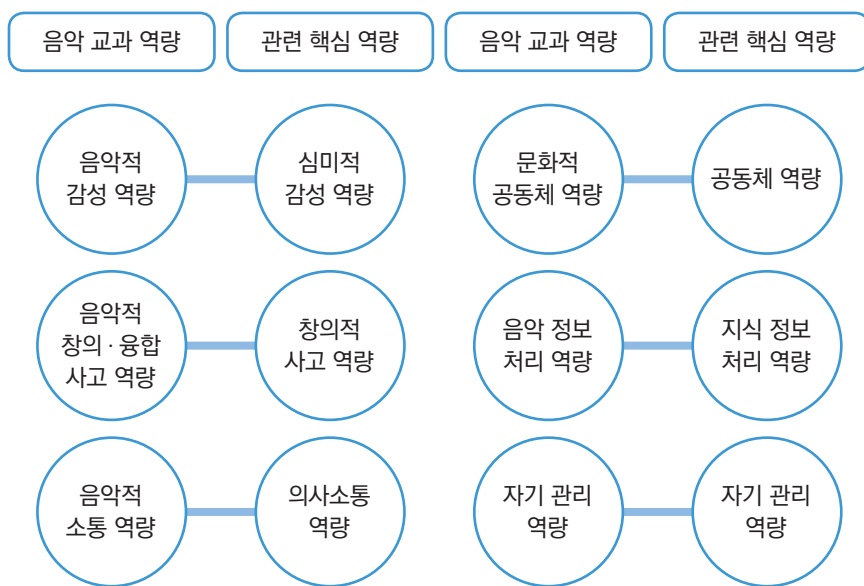 음악 교과 역량
관련 핵심 역량
음악 교과 역량
관련 핵심 역량
음악적
감성 역량
심미적
감성 역량
문화적
공동체 역량
공동체 역량
음악적
창의·융합
사고 역량
창의적
사고 역량
음악 정보
처리 역량
지식 정보
처리 역량
음악적
소통 역량
의사소통
역량
자기 관리
역량
자기 관리
역량